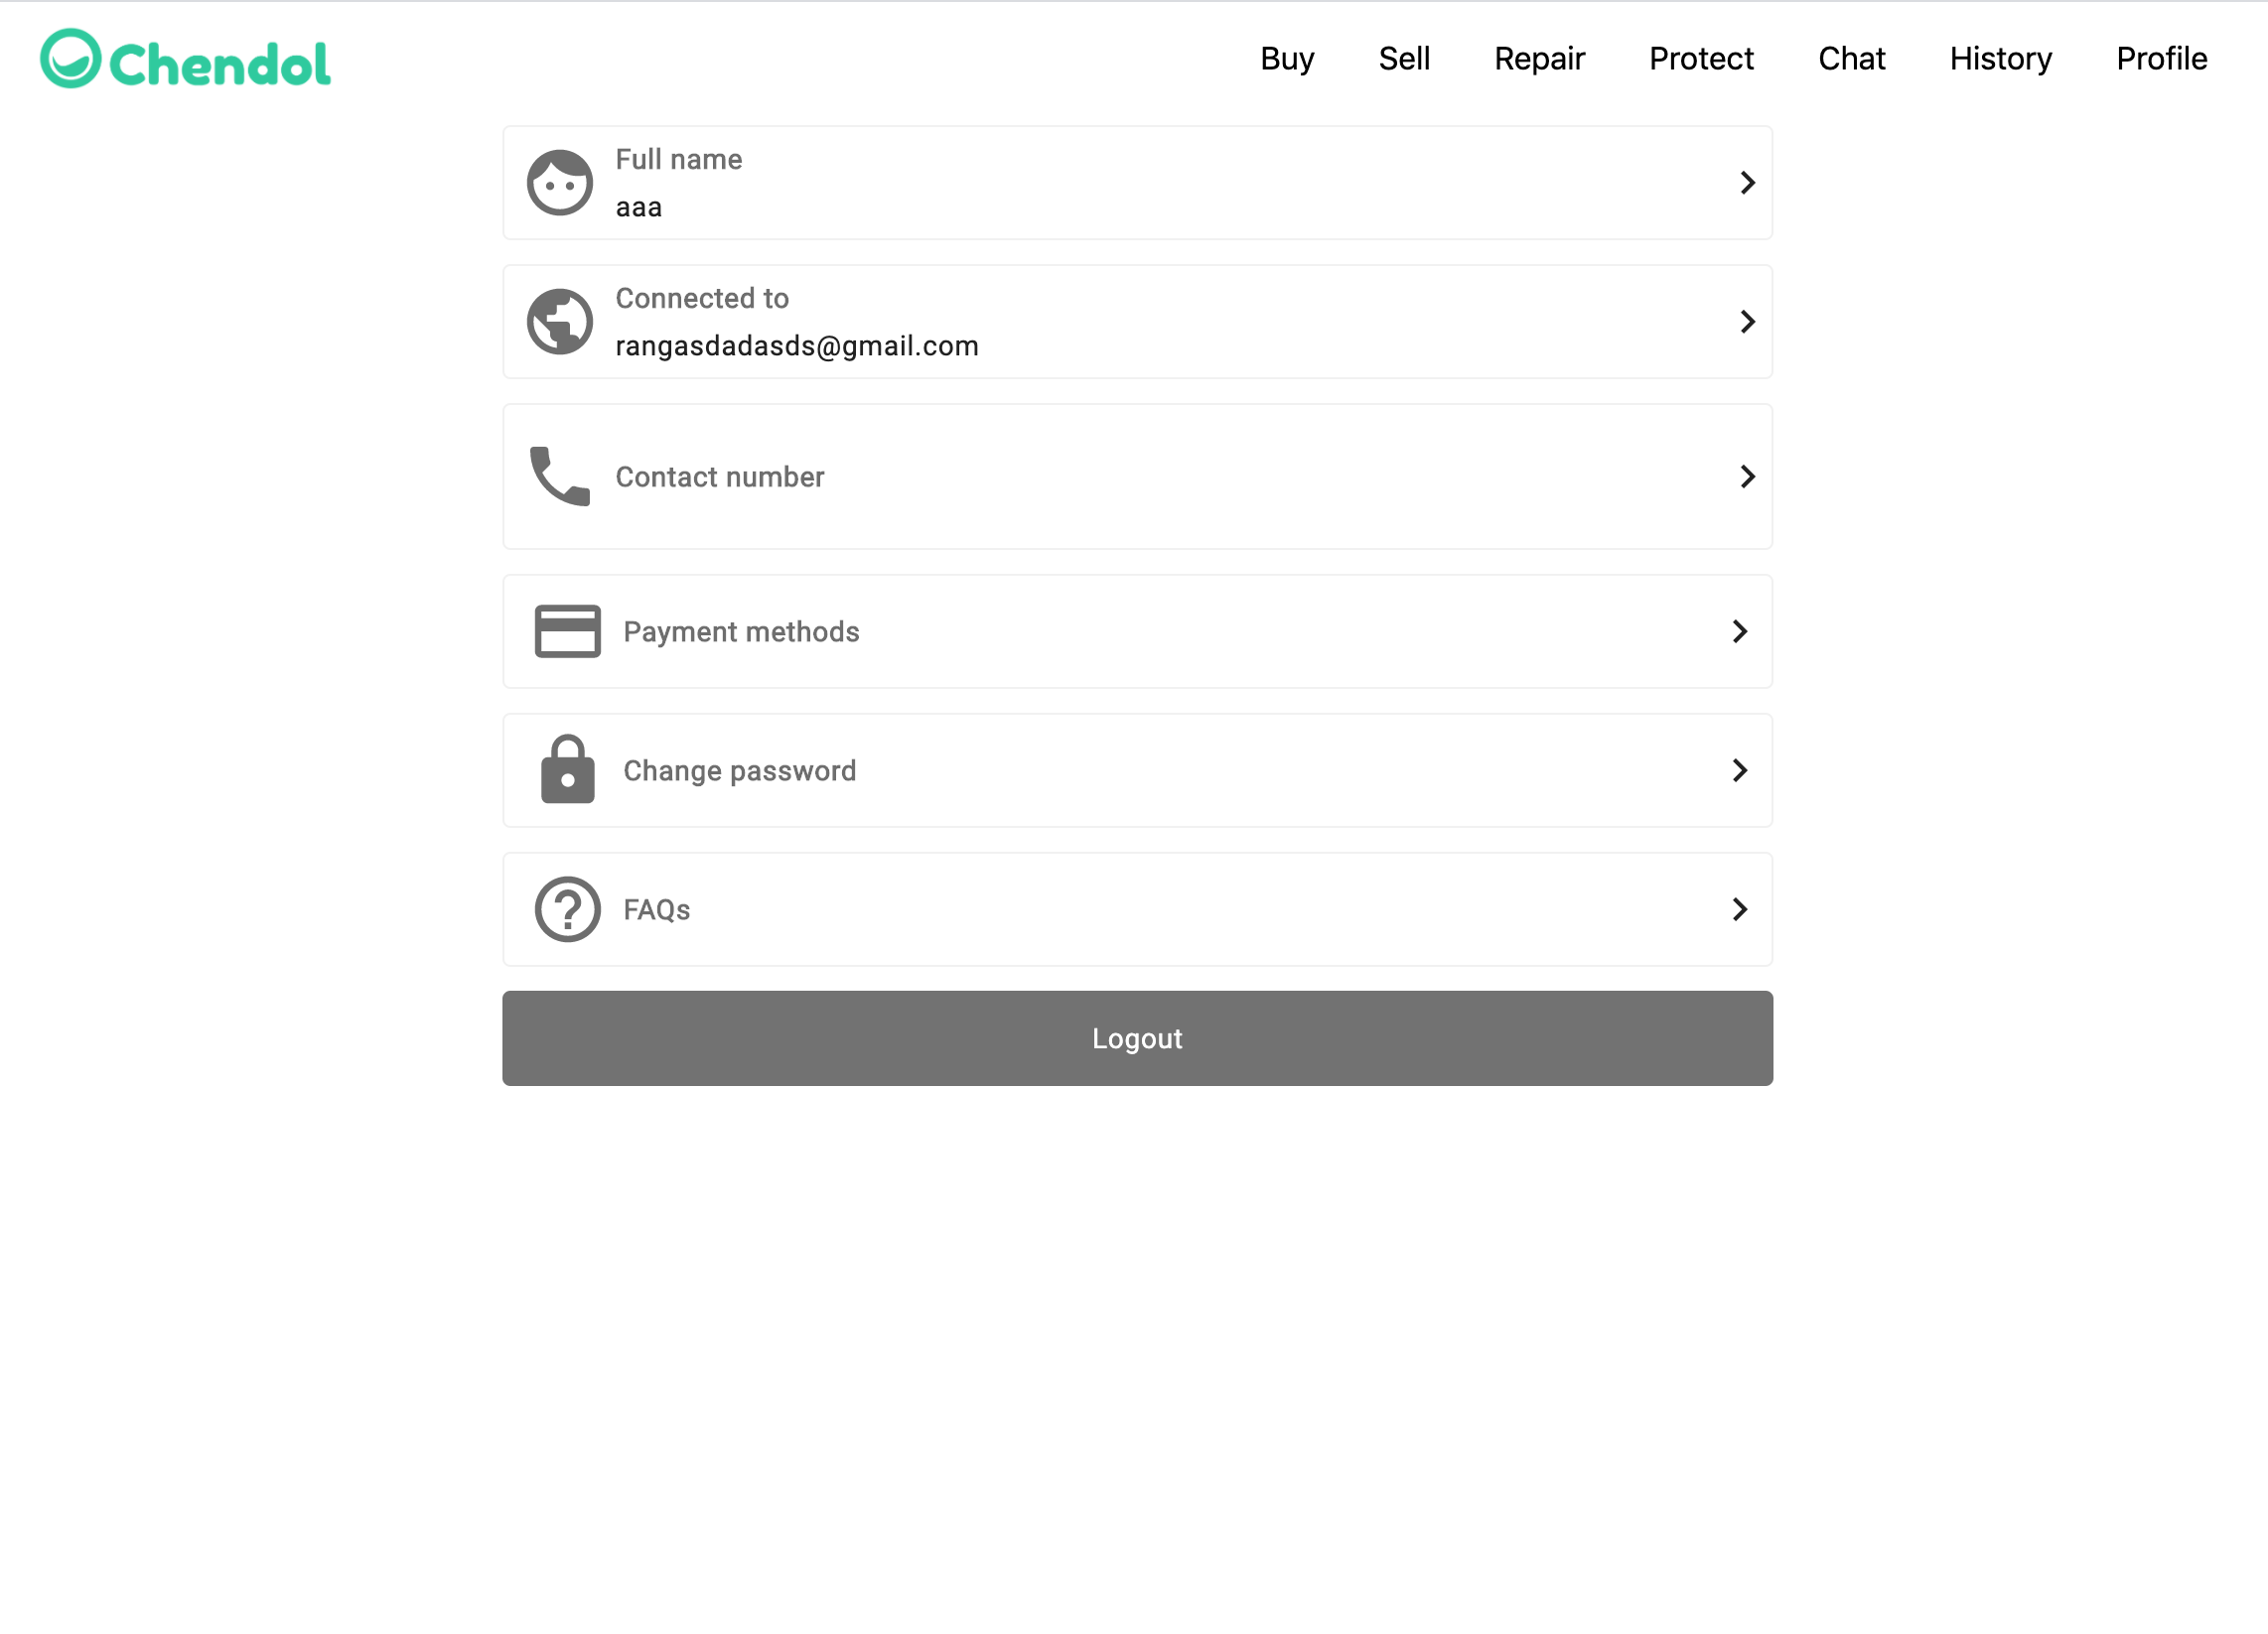 Chendol
Buy Sell Repair Protect Chat History Profile
Full name
aaa
Connected to
rangasdadasds@gmail.com
Contact number
Payment methods
Change password
FAQs
Logout